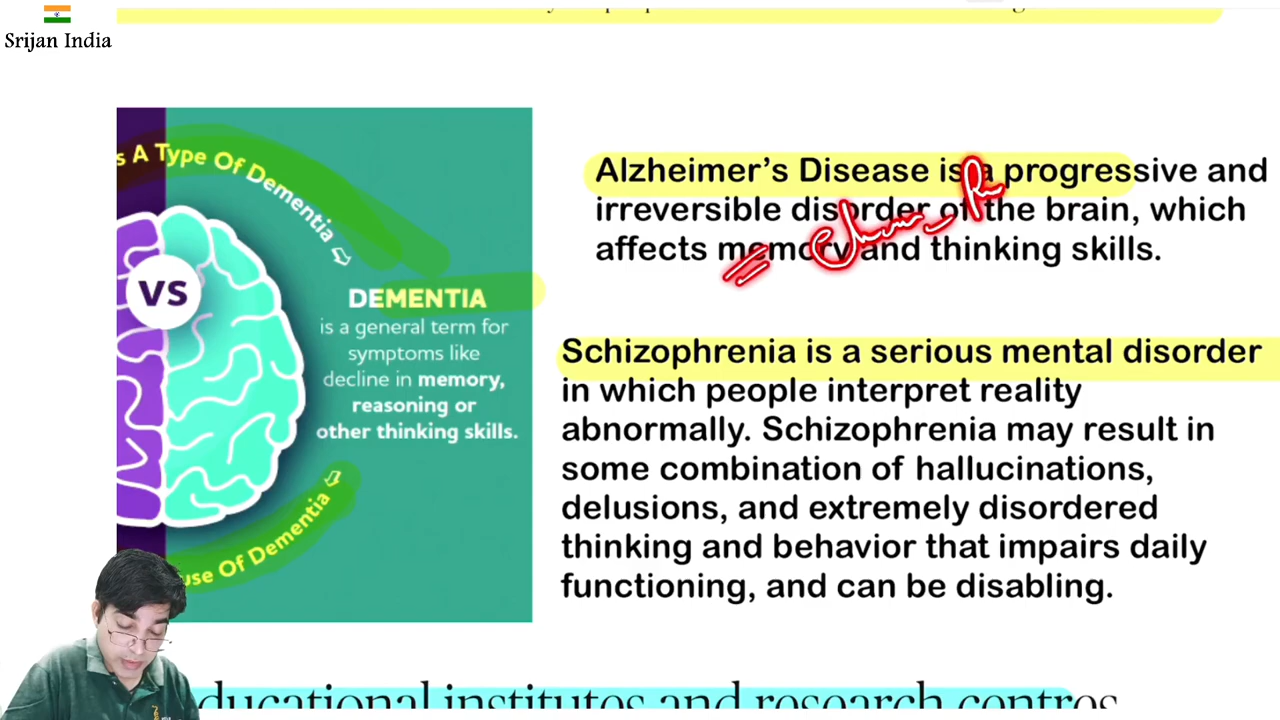 Srijan India
s A Type Of Dementia
VS
DEMENTIA
is a general term for
symptoms like
decline in memory,
reasoning or
other thinking skills.
use Of Dementia
Alzheimer's Disease is a progressive and
irreversible disorder of the brain, which
affects memory and thinking skills.
Schizophrenia is a serious mental disorder
in which people interpret reality
abnormally. Schizophrenia may result in
some combination of hallucinations,
delusions, and extremely disordered
thinking and behavior that impairs daily
functioning, and can be disabling.
ducational institutes and research centres